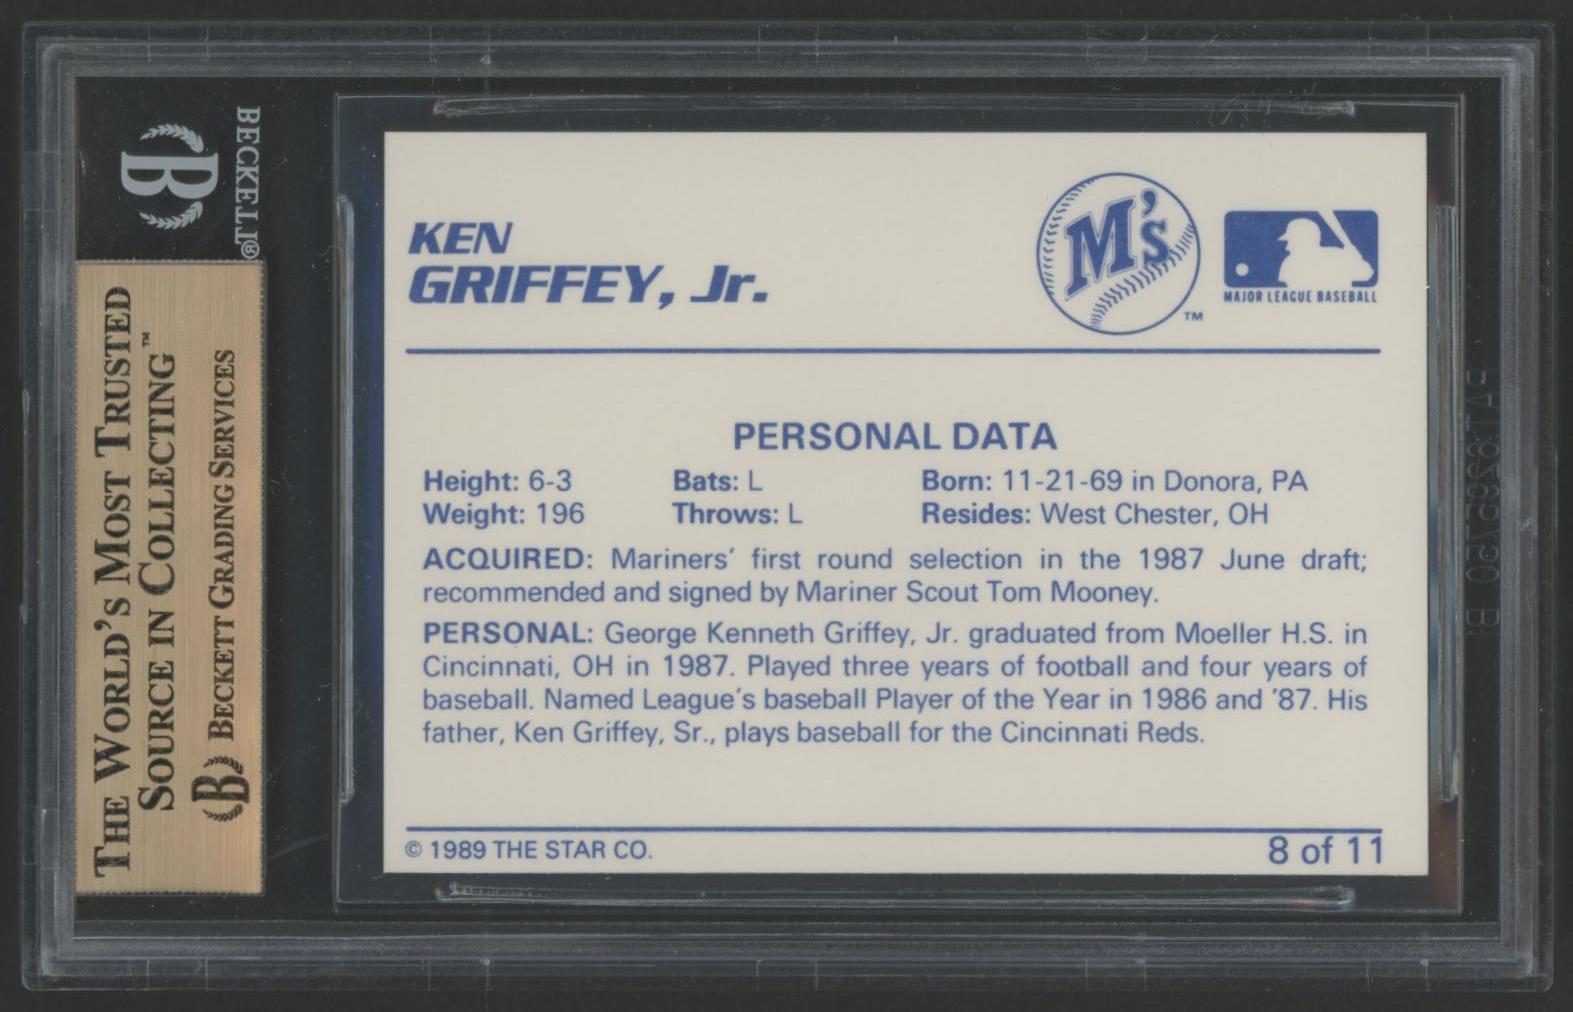 BECKETT®
B
THE WORLD'S MOST TRUSTED
SOURCE IN COLLECTING™
B BECKETT GRADING SERVICES
KEN
GRIFFEY, Jr.
M's
TM
MAJOR LEAGUE BASEBALL
PERSONAL DATA
Height: 6-3 Bats: L Born: 11-21-69 in Donora, PA
Weight: 196 Throws: L Resides: West Chester, OH
ACQUIRED: Mariners' first round selection in the 1987 June draft;
recommended and signed by Mariner Scout Tom Mooney.
PERSONAL: George Kenneth Griffey, Jr. graduated from Moeller H.S. in
Cincinnati, OH in 1987. Played three years of football and four years of
baseball. Named League's baseball Player of the Year in 1986 and '87. His
father, Ken Griffey, Sr., plays baseball for the Cincinnati Reds.
© 1989 THE STAR CO. 8 of 11